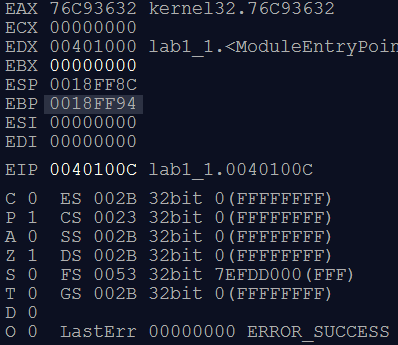 EAX 76C93632 kernel32.76C93632
ECX 00000000
EDX 00401000 lab1_1.<ModuleEntryPoin
EBX 00000000
ESP 0018FF8C
EBP 0018FF94
ESI 00000000
EDI 00000000
EIP 0040100C lab1_1.0040100C
C 0 ES 002B 32bit 0(FFFFFFFF)
P 1 CS 0023 32bit 0(FFFFFFFF)
A 0 SS 002B 32bit 0(FFFFFFFF)
Z 1 DS 002B 32bit 0(FFFFFFFF)
S 0 FS 0053 32bit 7EFDD000(FFF)
T 0 GS 002B 32bit 0(FFFFFFFF)
D 0
O 0 LastErr 00000000 ERROR_SUCCESS